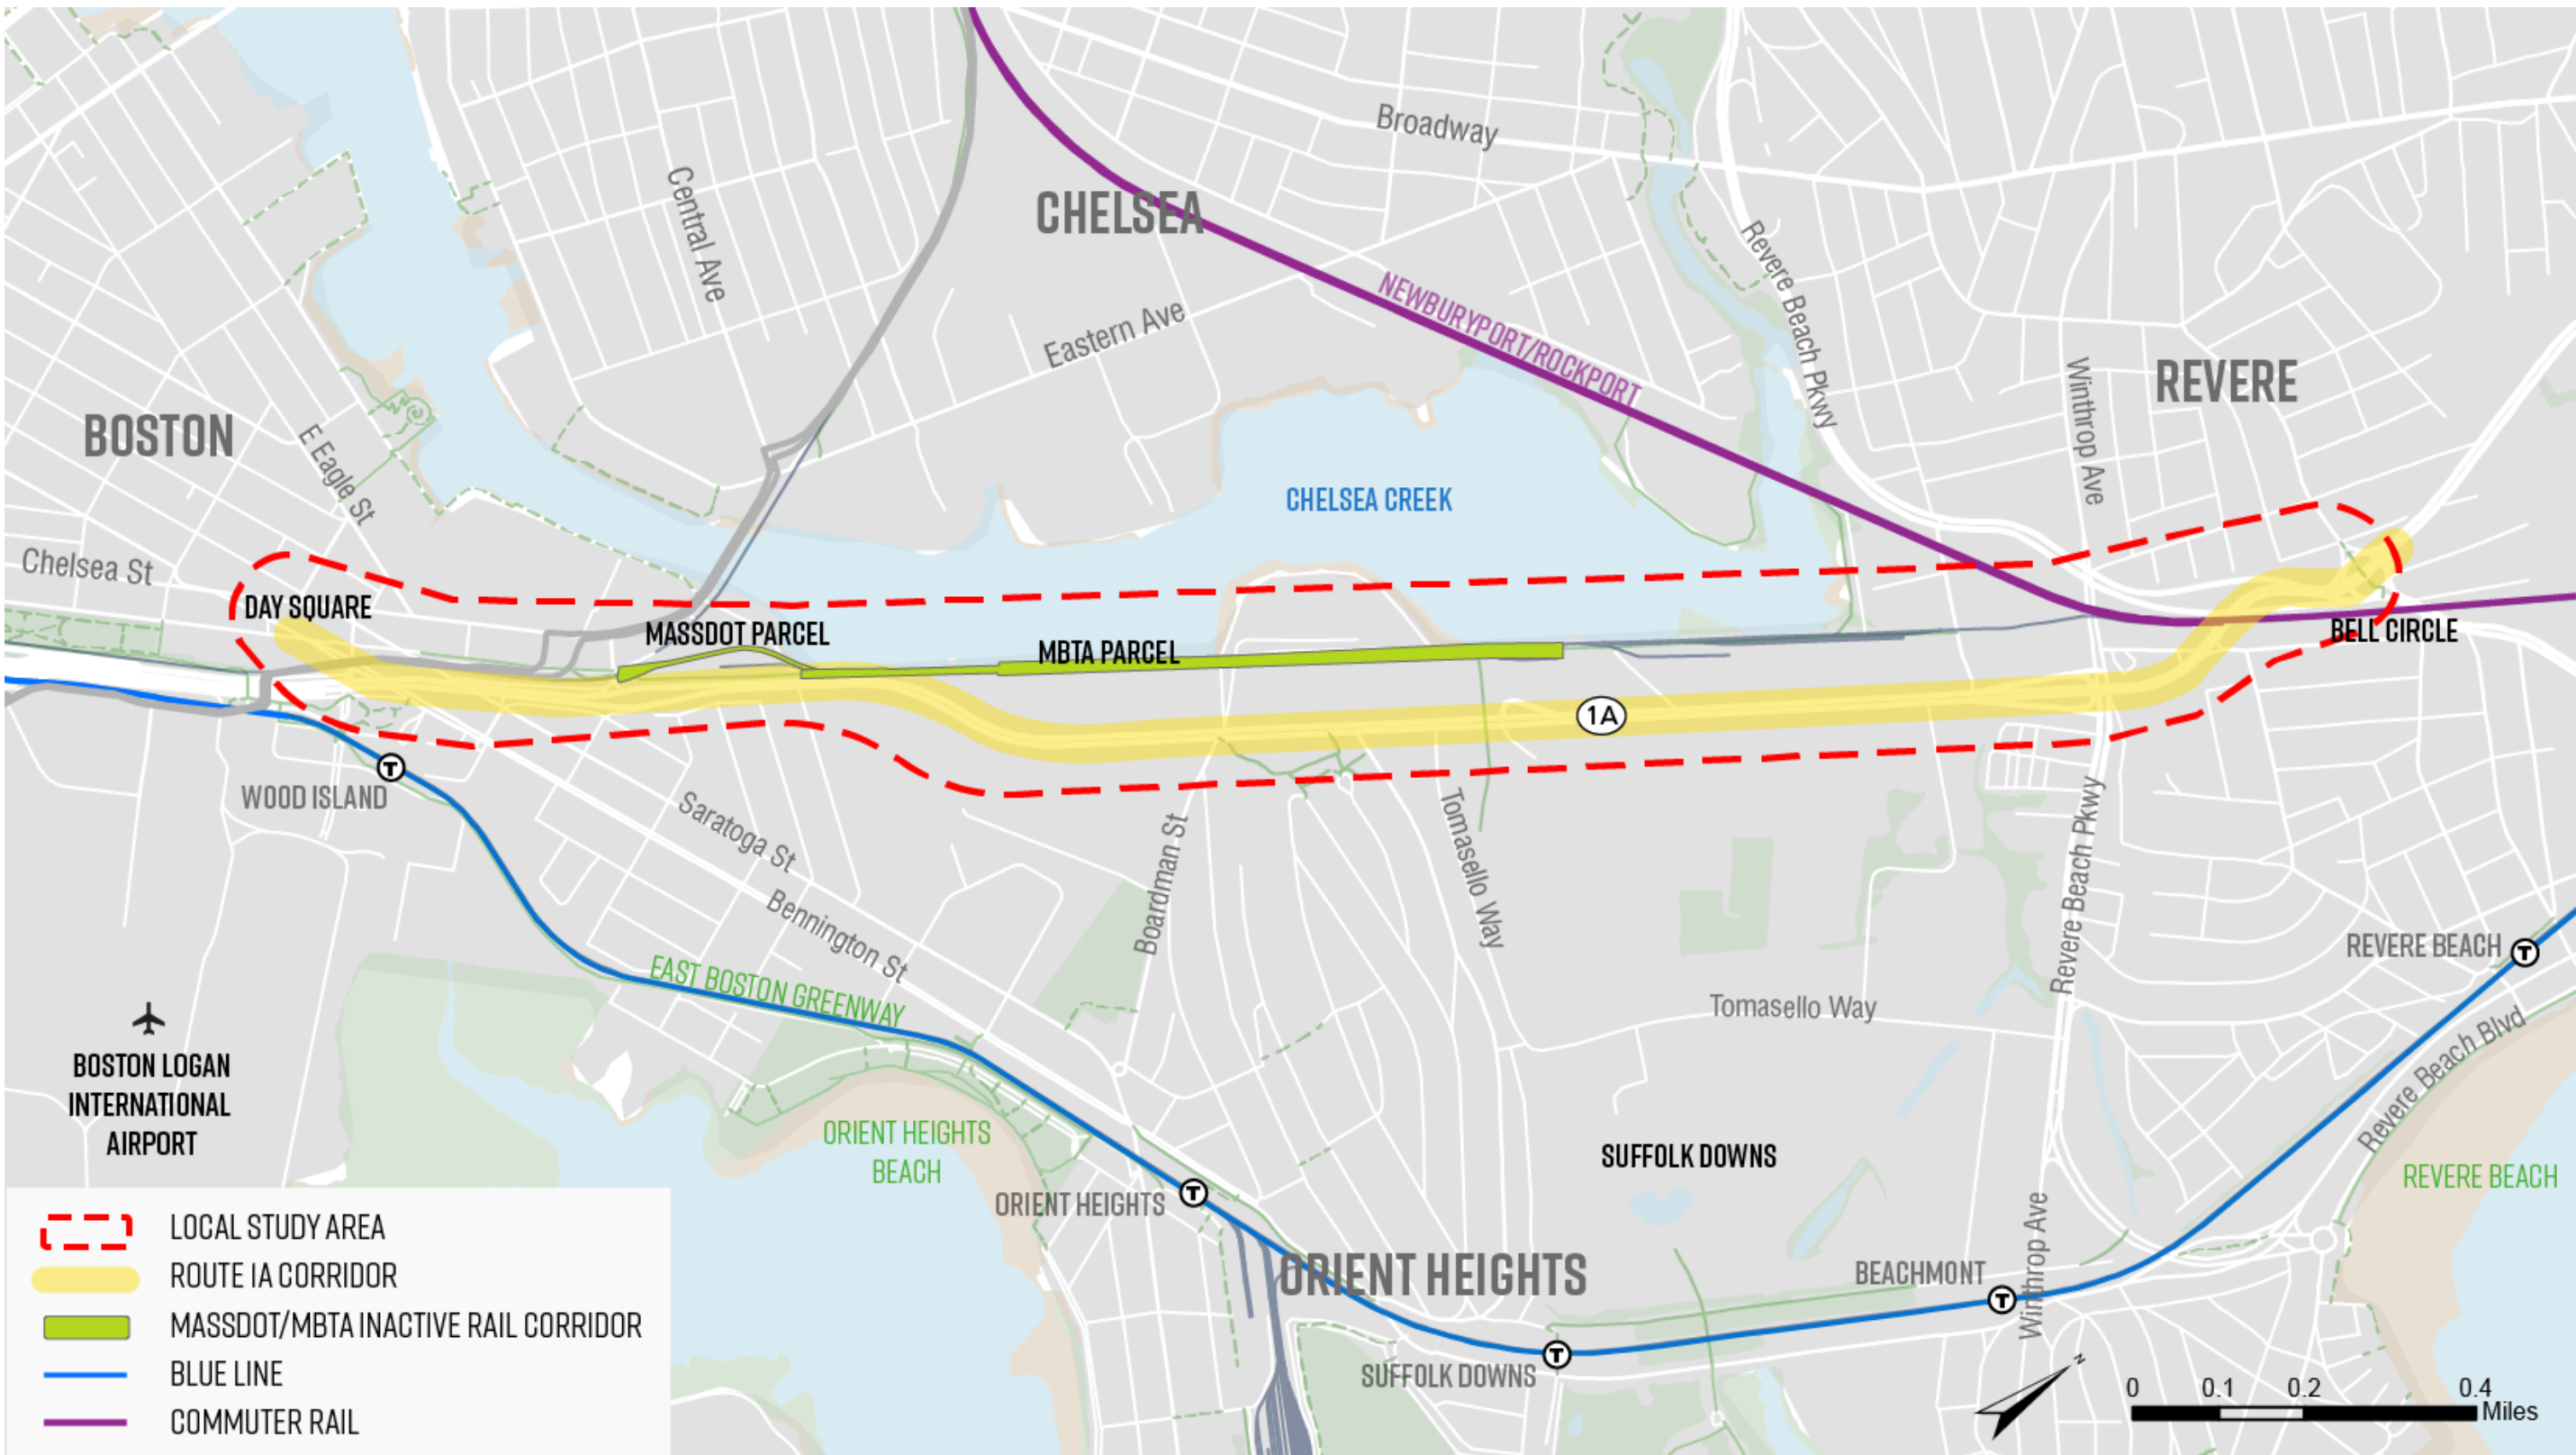 Broadway
Central Ave
CHELSEA
Revere Beach Pkwy
NEWBURYPORT/ROCKPORT
Eastern Ave
Winthrop Ave
REVERE
BOSTON
E Eagle St
CHELSEA CREEK
Chelsea St
DAY SQUARE
MASSDOT PARCEL
MBTA PARCEL
BELL CIRCLE
1A
T
WOOD ISLAND
Saratoga St
Boardman St
Tomasello Way
Revere Beach Pkwy
Bennington St
REVERE BEACH
T
EAST BOSTON GREENWAY
Tomasello Way
Revere Beach Blvd
BOSTON LOGAN
INTERNATIONAL
AIRPORT
ORIENT HEIGHTS
BEACH
SUFFOLK DOWNS
REVERE BEACH
ORIENT HEIGHTS
T
ORIENT HEIGHTS
BEACHMONT
T
Winthrop Ave
SUFFOLK DOWNS
T
LOCAL STUDY AREA
ROUTE 1A CORRIDOR
MASSDOT/MBTA INACTIVE RAIL CORRIDOR
BLUE LINE
COMMUTER RAIL
N
0 0.1 0.2 0.4
Miles